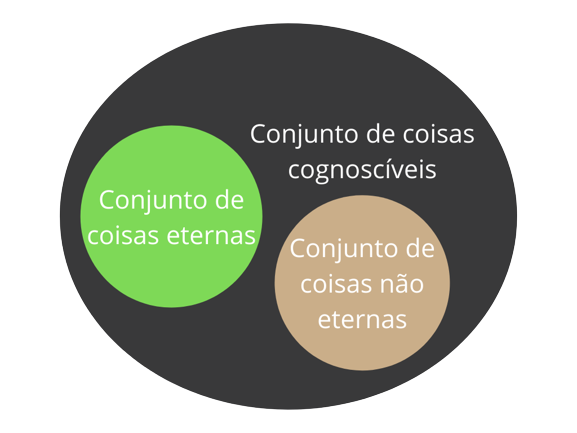 Conjunto de coisas
cognoscíveis
Conjunto de
coisas eternas
Conjunto de
coisas não
eternas